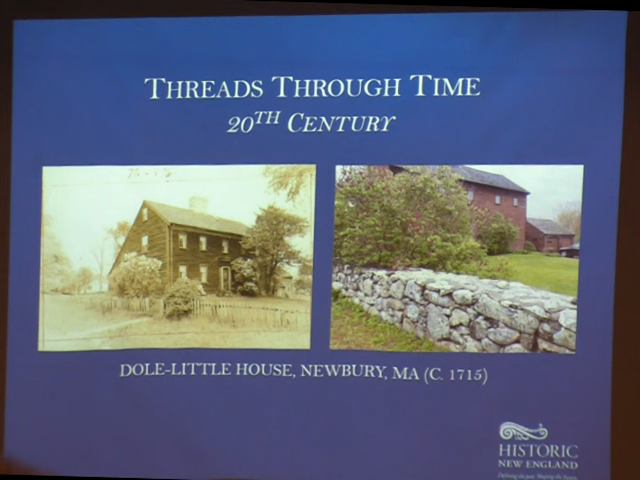 THREADS THROUGH TIME
20TH CENTURY
DOLE-LITTLE HOUSE, NEWBURY, MA (C. 1715)
HISTORIC
NEW ENGLAND